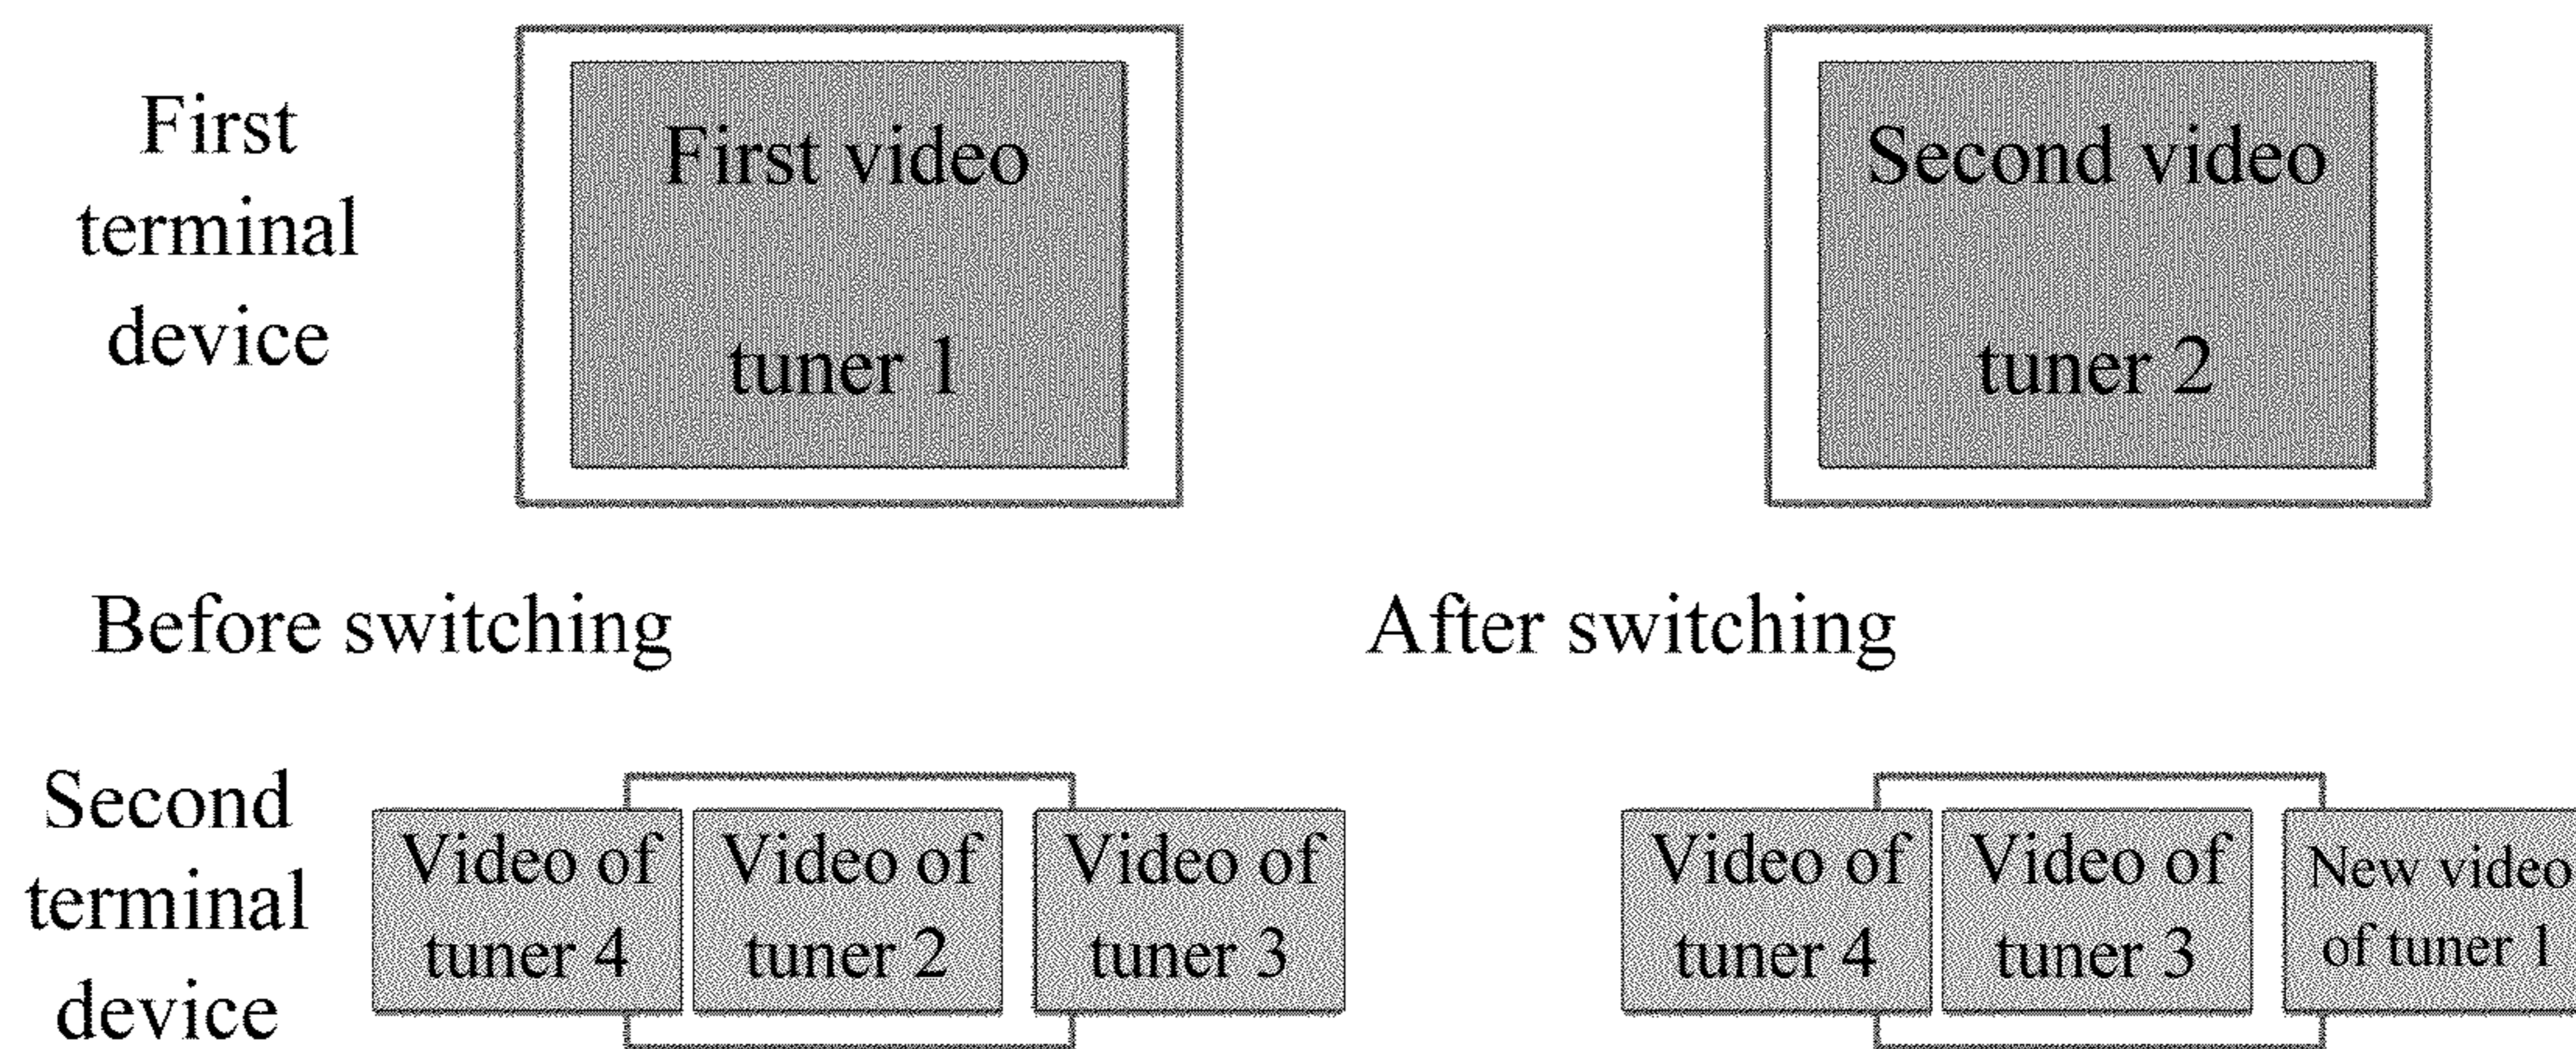 First
terminal
device
First video
tuner 1
Second video
tuner 2
Before switching
After switching
Second
terminal
device
Video of
tuner 4
Video of
tuner 2
Video of
tuner 3
Video of
tuner 4
Video of
tuner 3
New video
of tuner 1